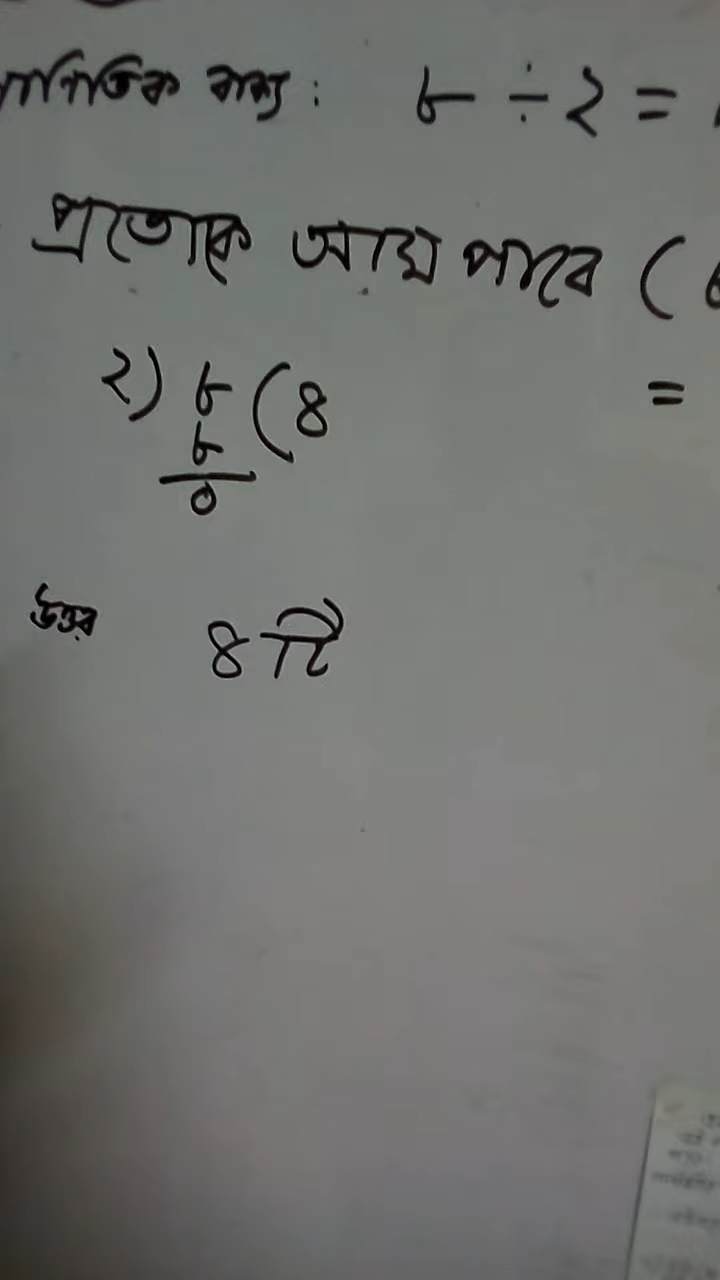 গাণিতিক বাক্য : ৮ ÷ ২ =
প্রতেকে আম পাবে (
২) ৮ (৪
=
৮
০
উত্তর ৪টি